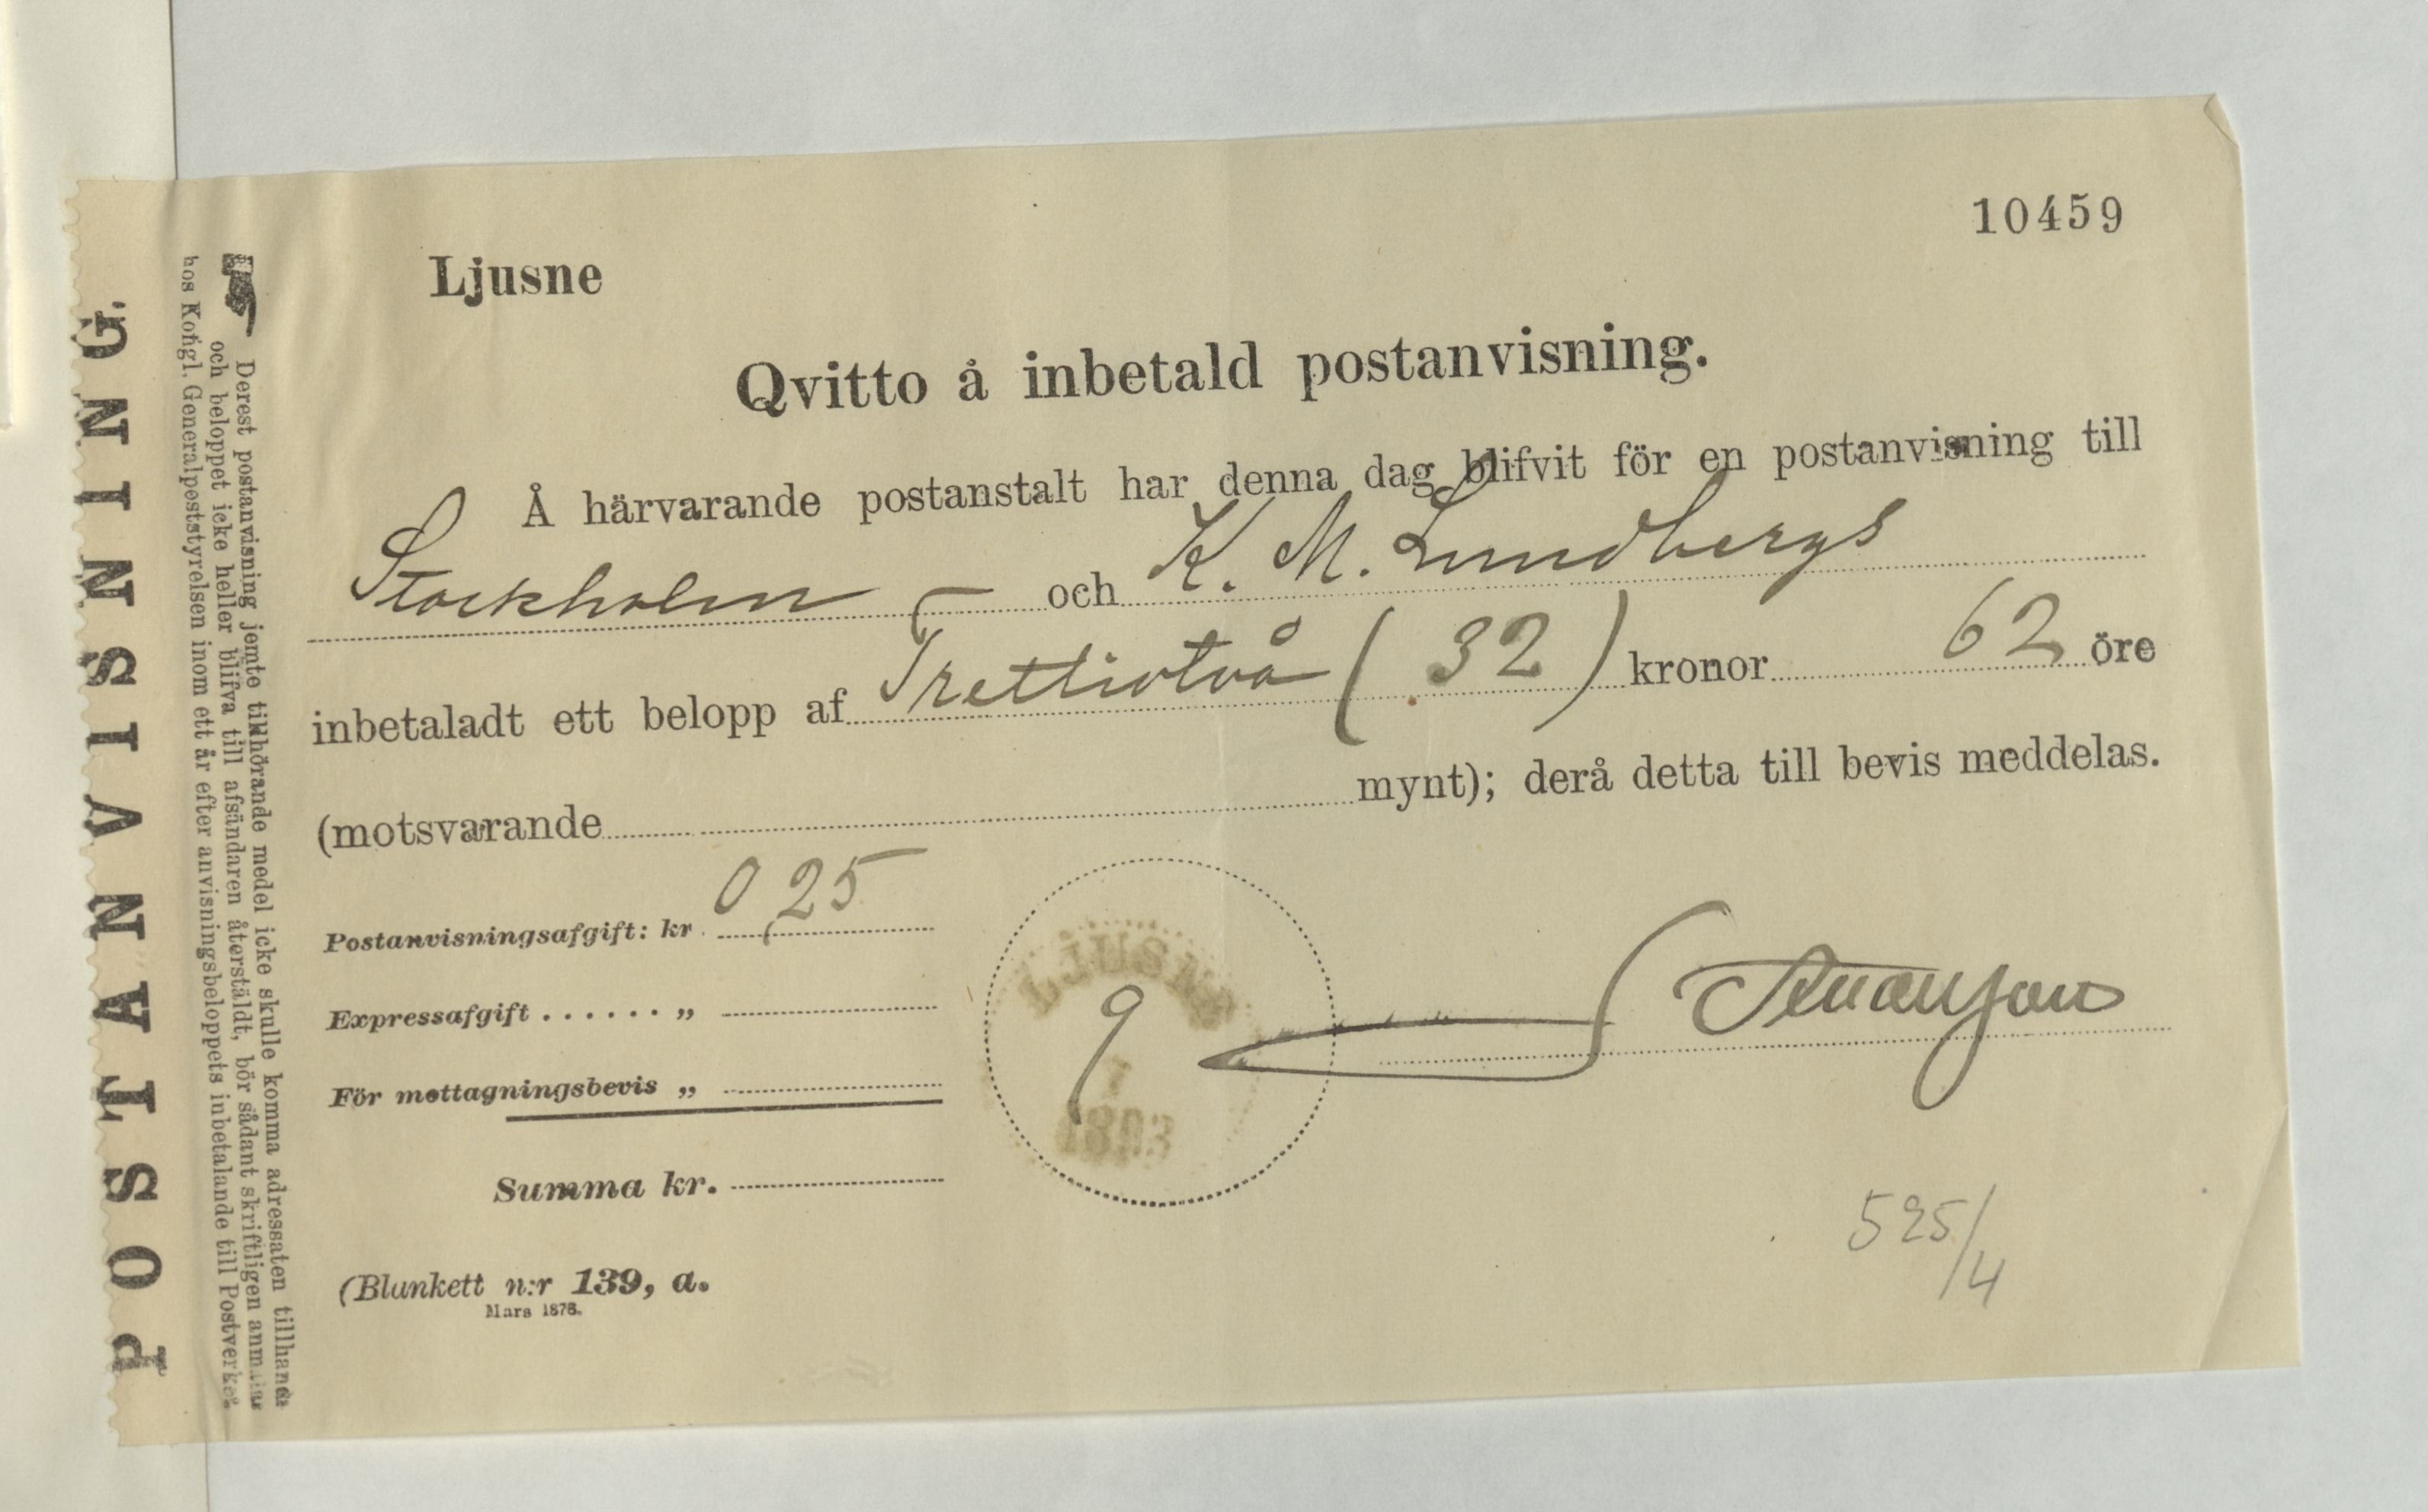 10459
Ljusne
Qvitto å inbetald postanvisning.
Å härvarande postanstalt har denna dag blifvit för en postanvisning till
Stockholm och K. M. Lundbergs
inbetaladt ett belopp af Trettiotvå ( 32 ) kronor 62 öre
(motsvarande mynt); derå detta till bevis meddelas.
Postanvisningsafgift: kr 0,25
Expressafgift ...... „
För mottagningsbevis „
Summa kr.
LJUSNE
9
1
1893
525/4
(Blankett n:r 139, a.
Mars 1878.
POSTANVISNING.
Derest postanvisning jemte tillhörande medel icke skulle komma adressaten tillhanda
och beloppet icke heller blifva till afsändaren återstäldt, bör sådant skriftligen anmälas
hos Kongl. Generalpoststyrelsen inom ett år efter anvisningsbeloppets inbetalande till Postverket.